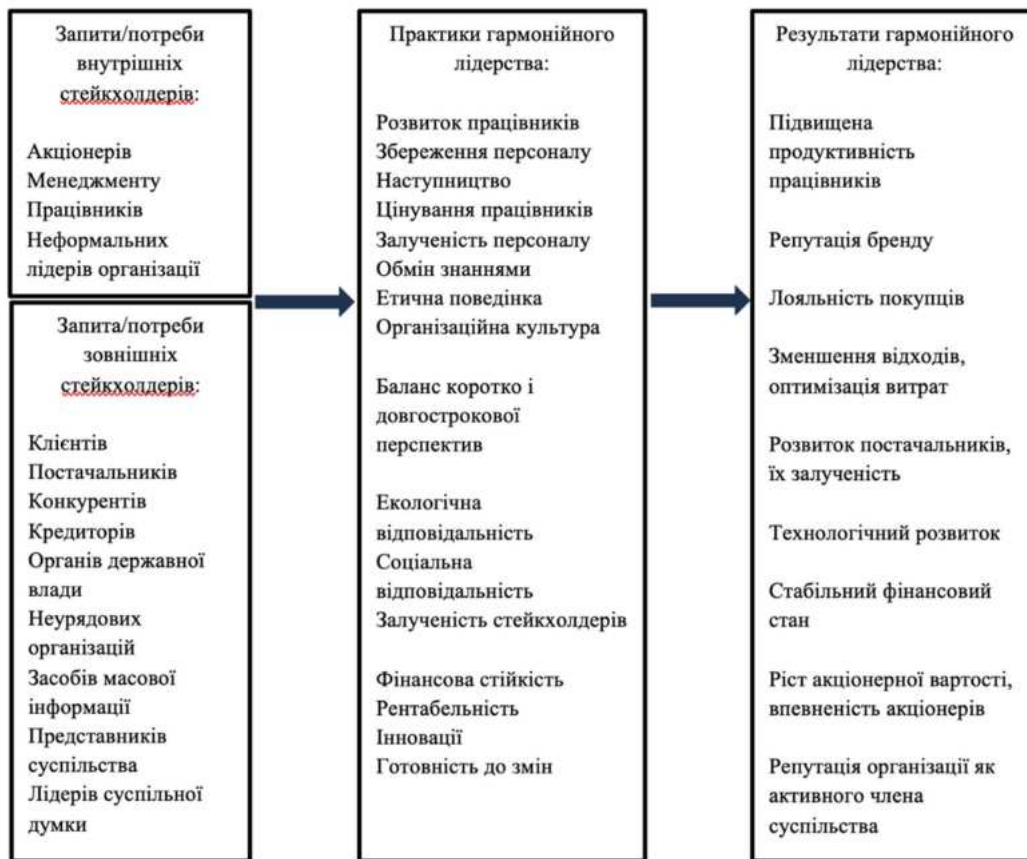 Запити/потреби
внутрішніх
стейкхолдерів:
Акціонерів
Менеджменту
Працівників
Неформальних
лідерів організації
Запита/потреби
зовнішніх
стейкхолдерів:
Клієнтів
Постачальників
Конкурентів
Кредиторів
Органів державної
влади
Неурядових
організацій
Засобів масової
інформації
Представників
суспільства
Лідерів суспільної
думки
Практики гармонійного
лідерства:
Розвиток працівників
Збереження персоналу
Наступництво
Цінування працівників
Залученість персоналу
Обмін знаннями
Етична поведінка
Організаційна культура
Баланс коротко і
довгострокової
перспектив
Екологічна
відповідальність
Соціальна
відповідальність
Залученість стейкхолдерів
Фінансова стійкість
Рентабельність
Інновації
Готовність до змін
Результати гармонійного
лідерства:
Підвищена
продуктивність
працівників
Репутація бренду
Лояльність покупців
Зменшення відходів,
оптимізація витрат
Розвиток постачальників,
їх залученість
Технологічний розвиток
Стабільний фінансовий
стан
Ріст акціонерної вартості,
впевненість акціонерів
Репутація організації як
активного члена
суспільства